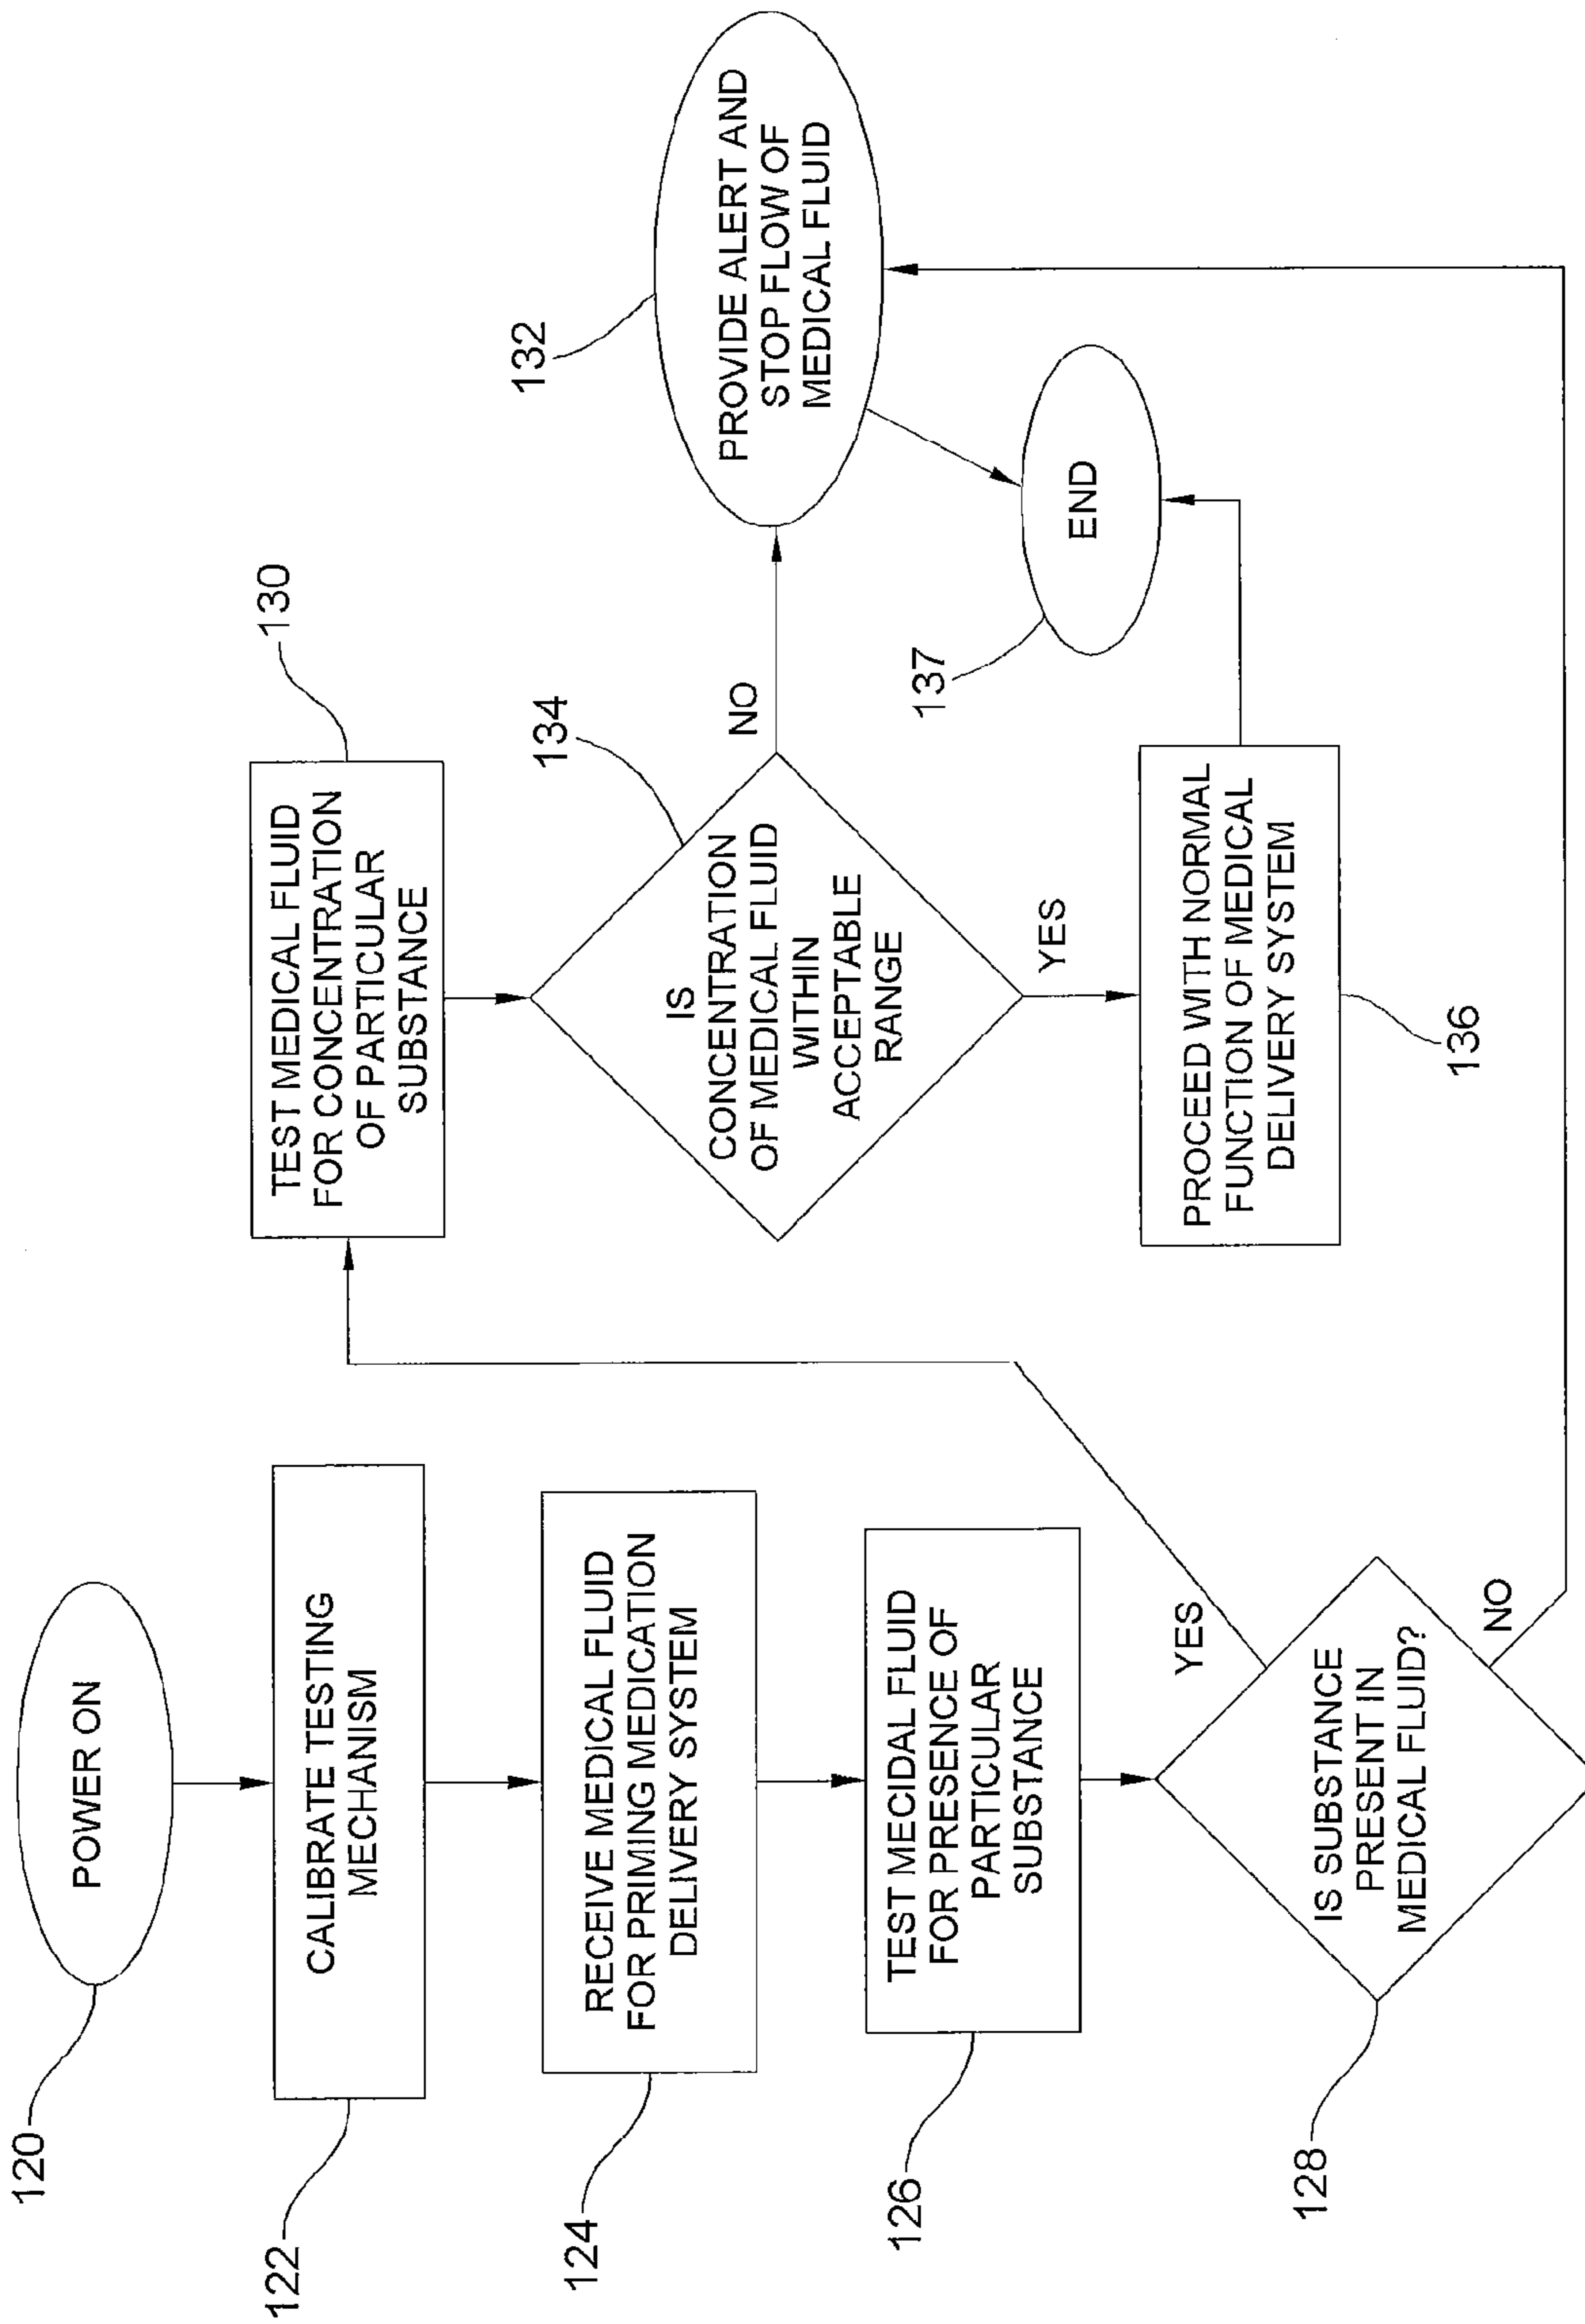 POWER ON
120
CALIBRATE TESTING
MECHANISM
122
RECEIVE MEDICAL FLUID
FOR PRIMING MEDICATION
DELIVERY SYSTEM
124
TEST MECIDAL FLUID
FOR PRESENCE OF
PARTICULAR
SUBSTANCE
126
IS SUBSTANCE
PRESENT IN
MEDICAL FLUID?
128
YES
NO
TEST MEDICAL FLUID
FOR CONCENTRATION
OF PARTICULAR
SUBSTANCE
130
IS
CONCENTRATION
OF MEDICAL FLUID
WITHIN
ACCEPTABLE
RANGE
134
NO
YES
PROVIDE ALERT AND
STOP FLOW OF
MEDICAL FLUID
132
PROCEED WITH NORMAL
FUNCTION OF MEDICAL
DELIVERY SYSTEM
136
END
137